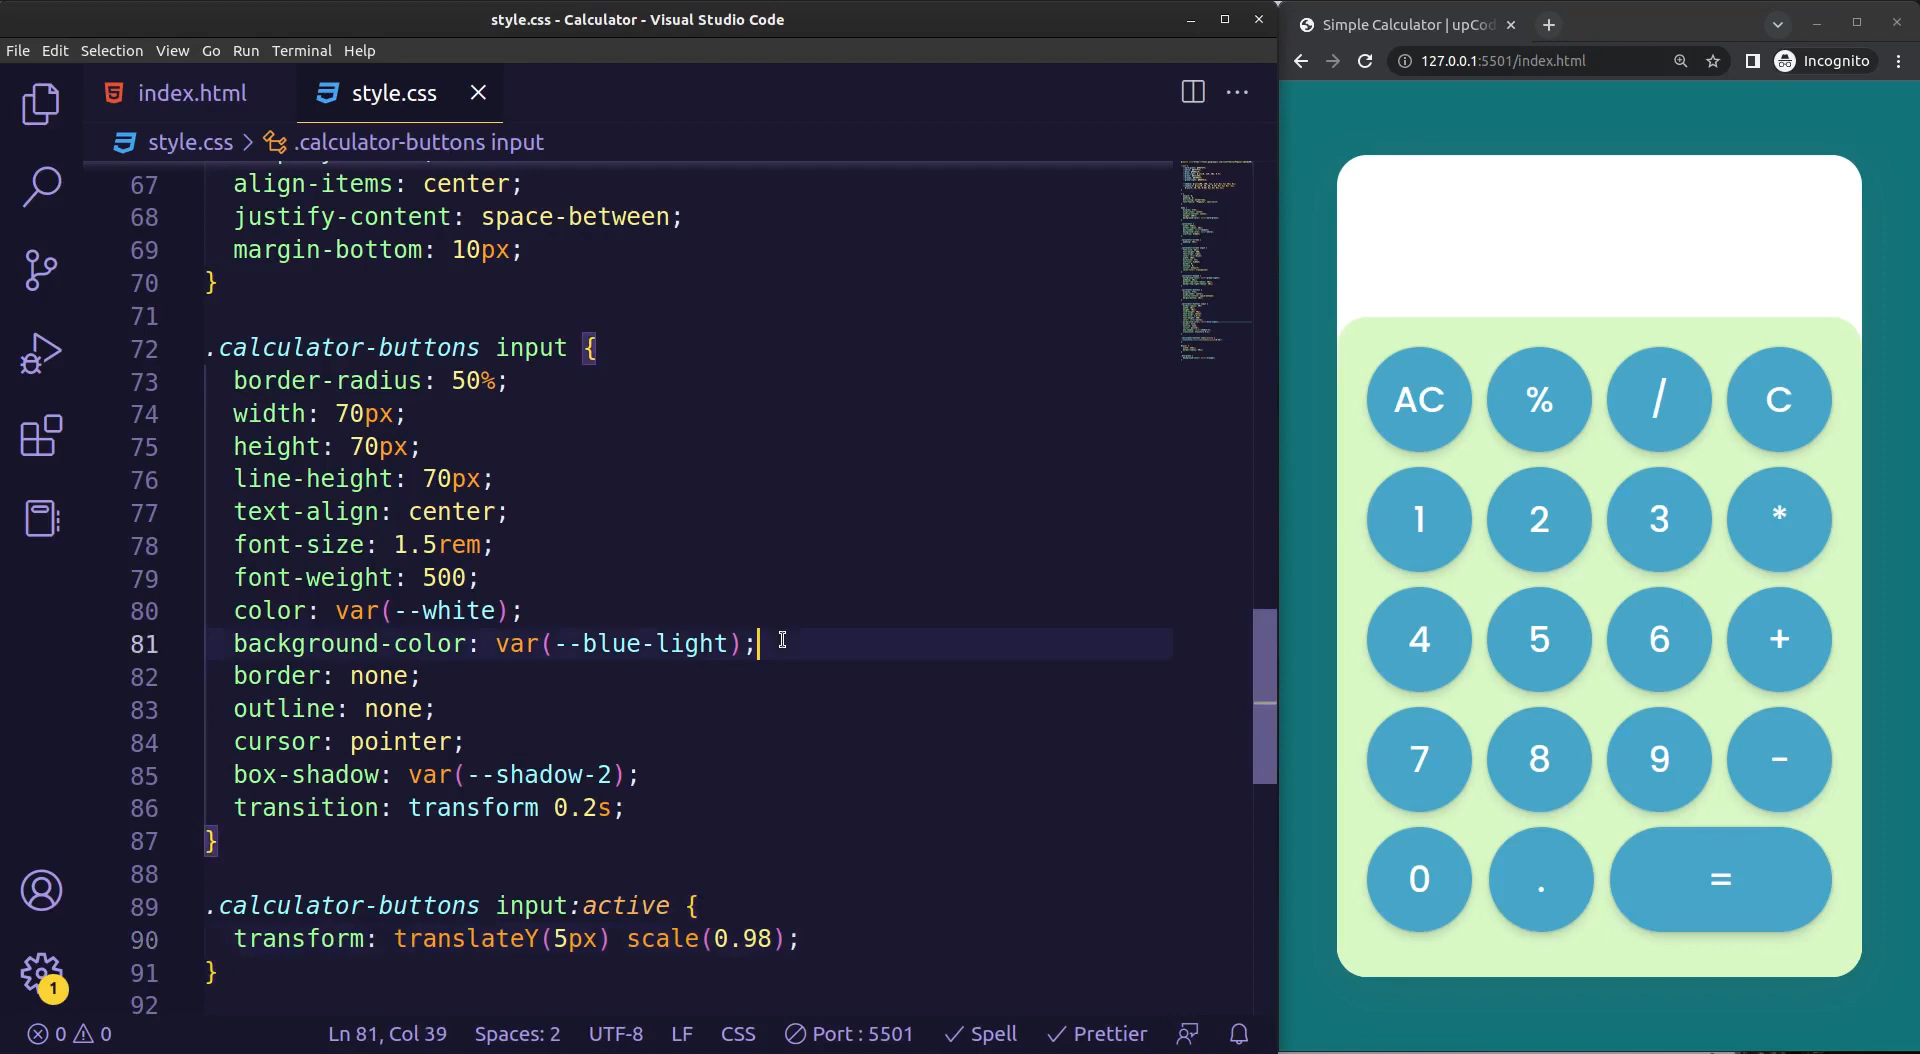 style.css - Calculator - Visual Studio Code
File Edit Selection View Go Run Terminal Help
index.html
style.css
style.css > .calculator-buttons input
67 align-items: center;
68 justify-content: space-between;
69 margin-bottom: 10px;
70 }
71
72 .calculator-buttons input {
73 border-radius: 50%;
74 width: 70px;
75 height: 70px;
76 line-height: 70px;
77 text-align: center;
78 font-size: 1.5rem;
79 font-weight: 500;
80 color: var(--white);
81 background-color: var(--blue-light);
82 border: none;
83 outline: none;
84 cursor: pointer;
85 box-shadow: var(--shadow-2);
86 transition: transform 0.2s;
87 }
88
89 .calculator-buttons input:active {
90 transform: translateY(5px) scale(0.98);
91 }
92
1
0 0 Ln 81, Col 39 Spaces: 2 UTF-8 LF CSS Port : 5501 Spell Prettier
Simple Calculator | upCod
127.0.0.1:5501/index.html Incognito
AC % / C
1 2 3 *
4 5 6 +
7 8 9 -
0 . =